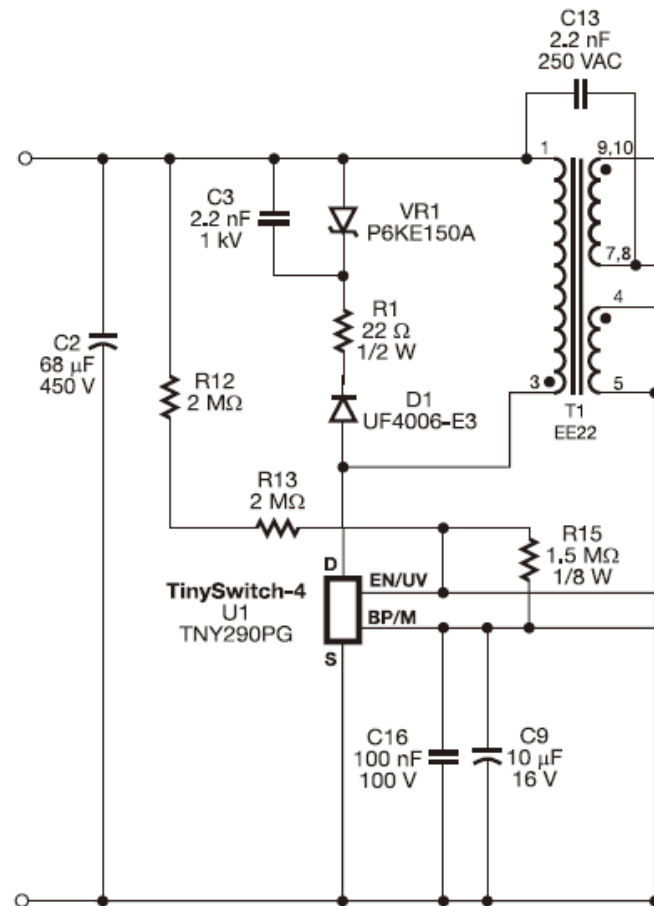 C13
2.2 nF
250 VAC
1
9,10
C3
2.2 nF
1 kV
VR1
P6KE150A
7,8
R1
22 Ω
1/2 W
4
C2
68 µF
450 V
R12
2 MΩ
D1
UF4006-E3
3
5
T1
EE22
R13
2 MΩ
R15
1.5 MΩ
1/8 W
D
EN/UV
TinySwitch-4
U1
TNY290PG
BP/M
S
C16
100 nF
100 V
C9
10 µF
16 V